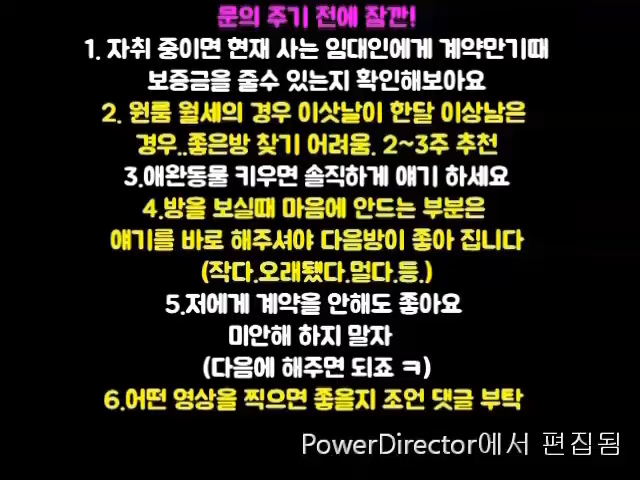 문의 주기 전에 잠깐!
1. 자취 중이면 현재 사는 임대인에게 계약만기때
보증금을 줄수 있는지 확인해보아요
2. 원룸 월세의 경우 이삿날이 한달 이상남은
경우..좋은방 찾기 어려움. 2~3주 추천
3.애완동물 키우면 솔직하게 얘기 하세요
4.방을 보실때 마음에 안드는 부분은
얘기를 바로 해주셔야 다음방이 좋아 집니다
(작다.오래됐다.멀다.등.)
5.저에게 계약을 안해도 좋아요
미안해 하지 말자
(다음에 해주면 되죠 ㅋ)
6.어떤 영상을 찍으면 좋을지 조언 댓글 부탁
PowerDirector에서 편집됨